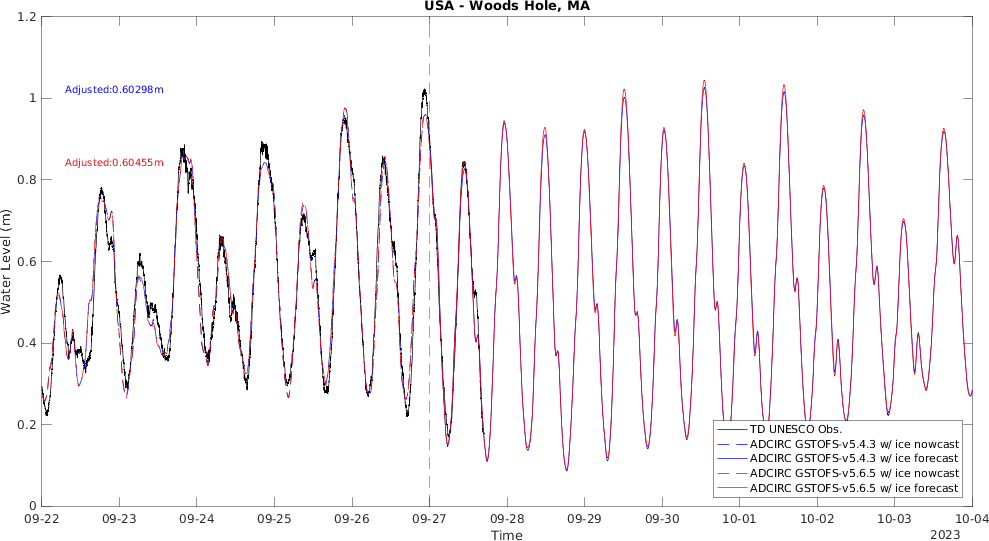 USA - Woods Hole, MA
1.2
1
0.8
0.6
0.4
0.2
0
Water Level (m)
Adjusted:0.60298m
Adjusted:0.60455m
TD UNESCO Obs.
ADCIRC GSTOFS-v5.4.3 w/ ice nowcast
ADCIRC GSTOFS-v5.4.3 w/ ice forecast
ADCIRC GSTOFS-v5.6.5 w/ ice nowcast
ADCIRC GSTOFS-v5.6.5 w/ ice forecast
09-22 09-23 09-24 09-25 09-26 09-27 09-28 09-29 09-30 10-01 10-02 10-03 10-04
Time
2023